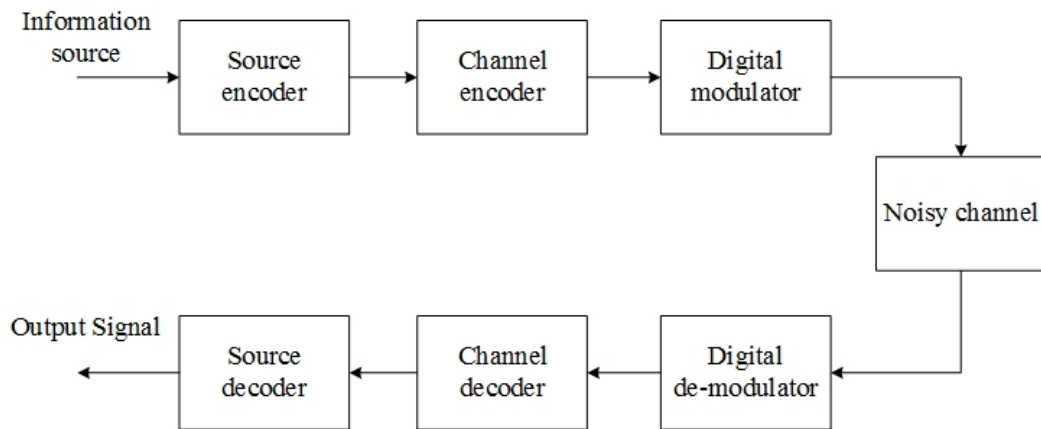 Information
source
Source
encoder
Channel
encoder
Digital
modulator
Noisy channel
Output Signal
Source
decoder
Channel
decoder
Digital
de-modulator